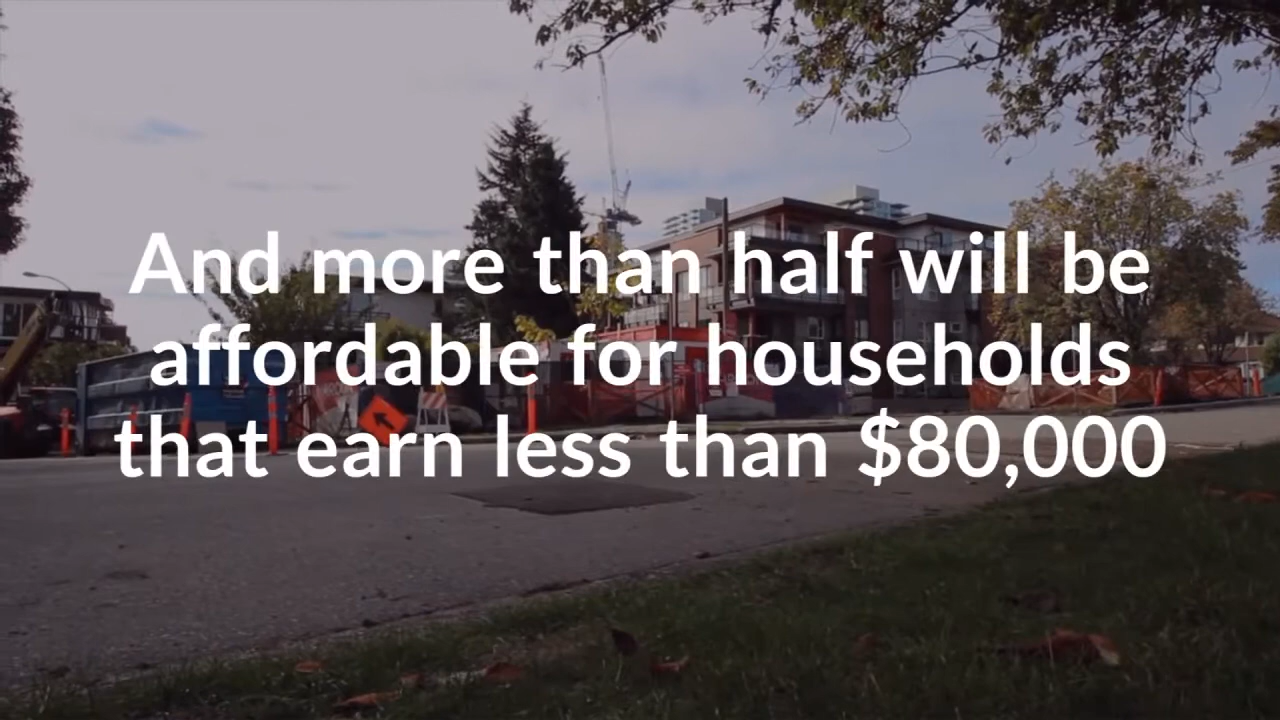 And more than half will be
affordable for households
that earn less than $80,000